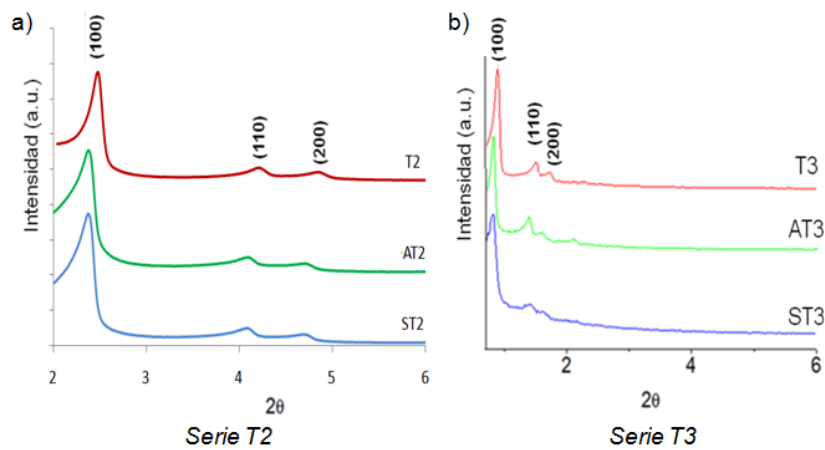 a)
(100)
(110)
(200)
T2
AT2
ST2
Intensidad (a.u.)
2 3 4 5 6
2θ
Serie T2
b)
(100)
(110)
(200)
T3
AT3
ST3
Intensidad (a.u.)
2 4 6
2θ
Serie T3